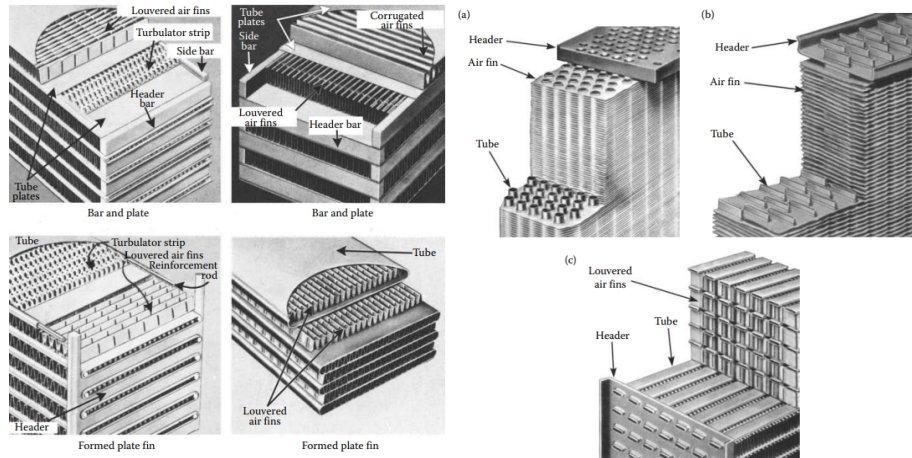 Louvered air fins
Turbulator strip
Side bar
Header
bar
Tube
plates
Bar and plate
Tube
plates
Side
bar
Corrugated
air fins
Louvered
air fins
Header bar
Bar and plate
Tube
Turbulator strip
Louvered air fins
Reinforcement
rod
Header
Formed plate fin
Tube
Louvered
air fins
Formed plate fin
(a)
Header
Air fin
Tube
(b)
Header
Air fin
Tube
(c)
Louvered
air fins
Tube
Header